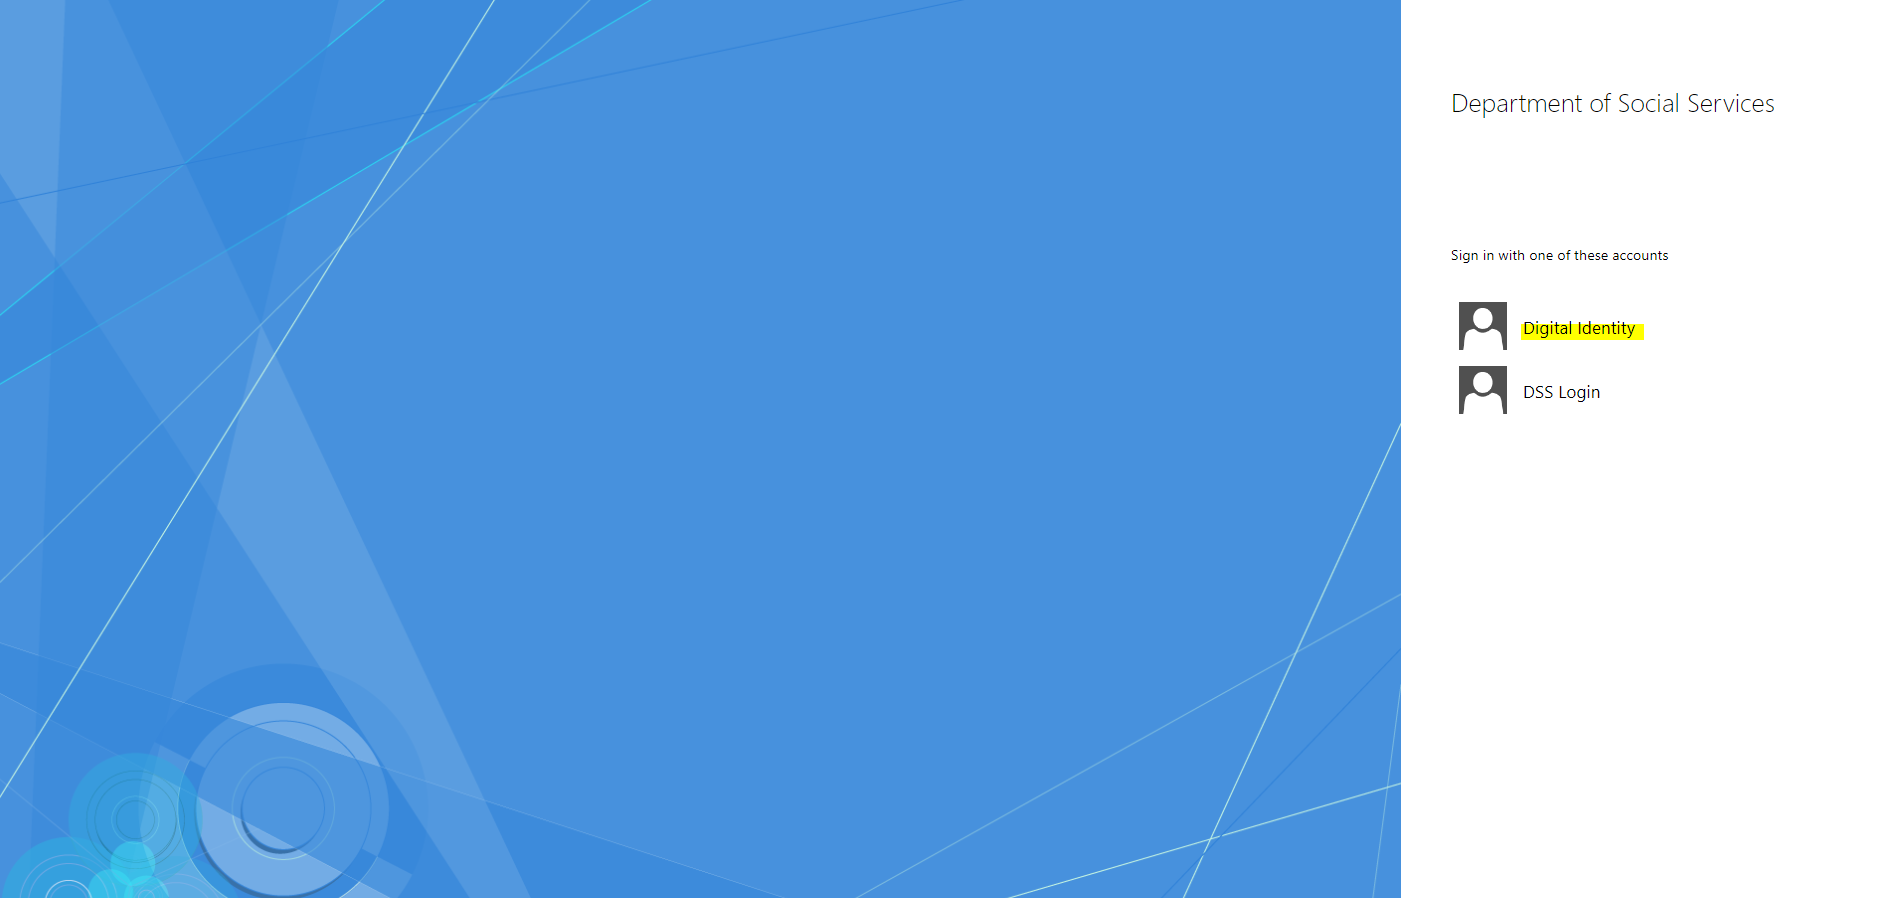 Department of Social Services
Sign in with one of these accounts
Digital Identity
DSS Login